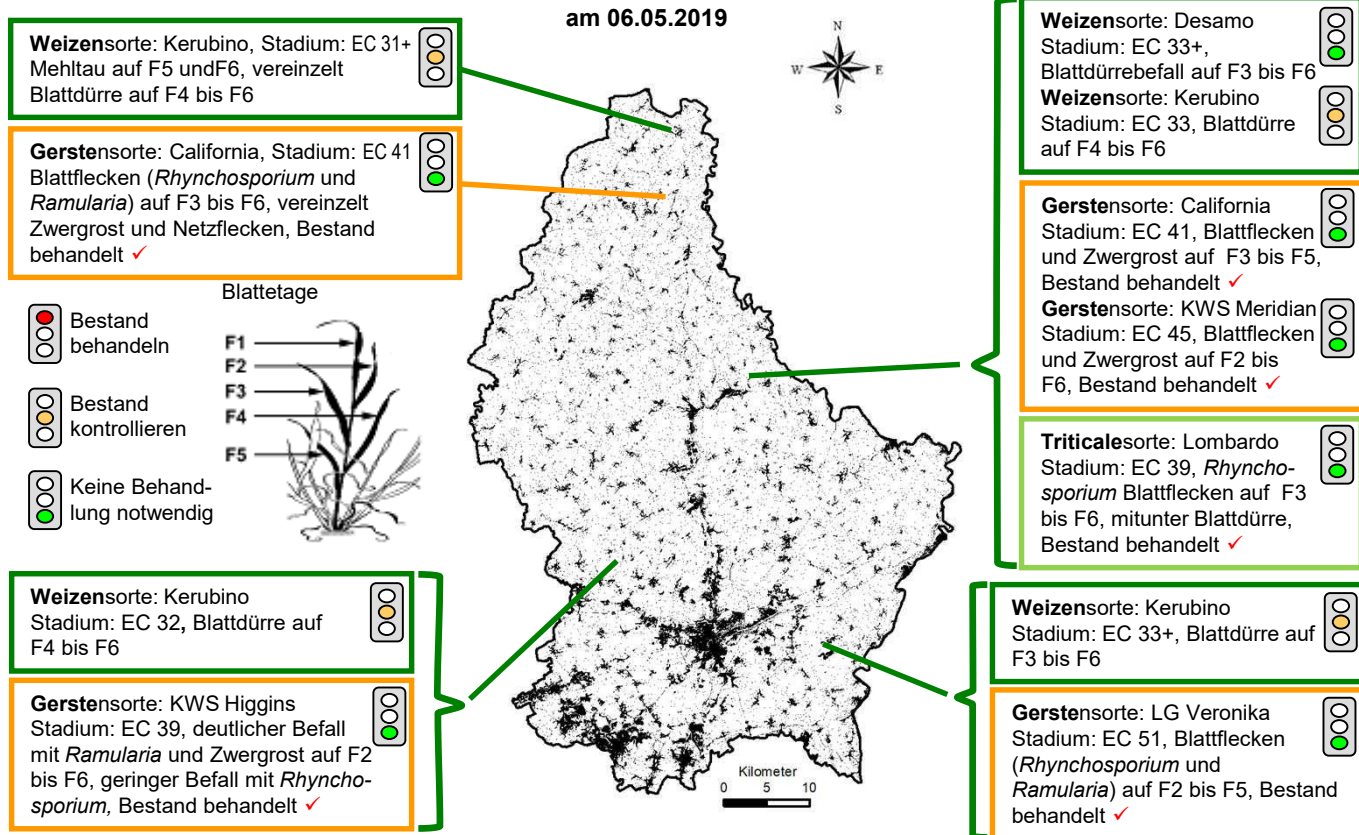 am 06.05.2019
Weizensorte: Kerubino, Stadium: EC 31+
Mehltau auf F5 undF6, vereinzelt
Blattdürre auf F4 bis F6
Gerstensorte: California, Stadium: EC 41
Blattflecken (Rhynchosporium und
Ramularia) auf F3 bis F6, vereinzelt
Zwergrost und Netzflecken, Bestand
behandelt ✓
Blattetage
Bestand
behandeln
Bestand
kontrollieren
Keine Behand-
lung notwendig
F1
F2
F3
F4
F5
Weizensorte: Kerubino
Stadium: EC 32, Blattdürre auf
F4 bis F6
Gerstensorte: KWS Higgins
Stadium: EC 39, deutlicher Befall
mit Ramularia und Zwergrost auf F2
bis F6, geringer Befall mit Rhyncho-
sporium, Bestand behandelt ✓
N
W E
S
Kilometer
0 5 10
Weizensorte: Desamo
Stadium: EC 33+,
Blattdürrebefall auf F3 bis F6
Weizensorte: Kerubino
Stadium: EC 33, Blattdürre
auf F4 bis F6
Gerstensorte: California
Stadium: EC 41, Blattflecken
und Zwergrost auf F3 bis F5,
Bestand behandelt ✓
Gerstensorte: KWS Meridian
Stadium: EC 45, Blattflecken
und Zwergrost auf F2 bis
F6, Bestand behandelt ✓
Triticalesorte: Lombardo
Stadium: EC 39, Rhyncho-
sporium Blattflecken auf F3
bis F6, mitunter Blattdürre,
Bestand behandelt ✓
Weizensorte: Kerubino
Stadium: EC 33+, Blattdürre auf
F3 bis F6
Gerstensorte: LG Veronika
Stadium: EC 51, Blattflecken
(Rhynchosporium und
Ramularia) auf F2 bis F5, Bestand
behandelt ✓